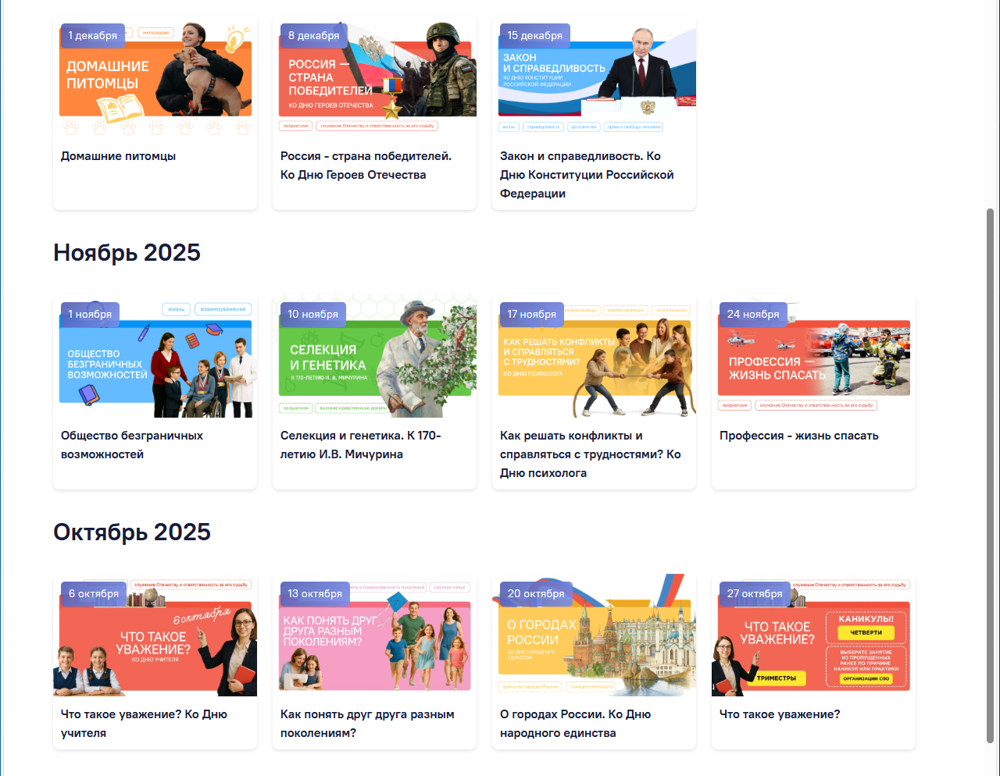 1 декабря
милосердие
ДОМАШНИЕ
ПИТОМЦЫ
Домашние питомцы
8 декабря
РОССИЯ —
СТРАНА
ПОБЕДИТЕЛЕЙ
КО ДНЮ ГЕРОЕВ ОТЕЧЕСТВА
патриотизм
служение Отечеству и ответственность за его судьбу
Россия - страна победителей.
Ко Дню Героев Отечества
15 декабря
ЗАКОН
И СПРАВЕДЛИВОСТЬ
КО ДНЮ КОНСТИТУЦИИ
РОССИЙСКОЙ ФЕДЕРАЦИИ
жизнь
справедливость
достоинство
права и свободы человека
Закон и справедливость. Ко
Дню Конституции Российской
Федерации
Ноябрь 2025
1 ноября
жизнь
взаимоуважение
ОБЩЕСТВО
БЕЗГРАНИЧНЫХ
ВОЗМОЖНОСТЕЙ
Общество безграничных
возможностей
10 ноября
СЕЛЕКЦИЯ
И ГЕНЕТИКА
К 170-ЛЕТИЮ И. В. МИЧУРИНА
патриотизм
высокие нравственные идеалы
Селекция и генетика. К 170-
летию И.В. Мичурина
17 ноября
взаимоуважение
коллективизм
КАК РЕШАТЬ КОНФЛИКТЫ
И СПРАВЛЯТЬСЯ
С ТРУДНОСТЯМИ?
КО ДНЮ ПСИХОЛОГА
Как решать конфликты и
справляться с трудностями? Ко
Дню психолога
24 ноября
ПРОФЕССИЯ —
ЖИЗНЬ СПАСАТЬ
патриотизм
служение Отечеству и ответственность за его судьбу
Профессия - жизнь спасать
Октябрь 2025
6 октября
служение Отечеству и ответственность за его судьбу
6 октября
ЧТО ТАКОЕ
УВАЖЕНИЕ?
КО ДНЮ УЧИТЕЛЯ
Что такое уважение? Ко Дню
учителя
13 октября
и преемственность поколений
крепкая семья
КАК ПОНЯТЬ ДРУГ
ДРУГА РАЗНЫМ
ПОКОЛЕНИЯМ?
Как понять друг друга разным
поколениям?
20 октября
О ГОРОДАХ
РОССИИ
КО ДНЮ НАРОДНОГО
ЕДИНСТВА
единство народов России
О городах России. Ко Дню
народного единства
27 октября
служение Отечеству и ответственность за его судьбу
ЧТО ТАКОЕ
УВАЖЕНИЕ?
ТРИМЕСТРЫ
КАНИКУЛЫ!
ЧЕТВЕРТИ
ВЫБЕРИТЕ ЗАНЯТИЕ
ИЗ ПРОПУЩЕННЫХ
РАНЕЕ ПО ПРИЧИНЕ
КАНИКУЛ ИЛИ ПРАКТИКИ
ОРГАНИЗАЦИИ СПО
Что такое уважение?